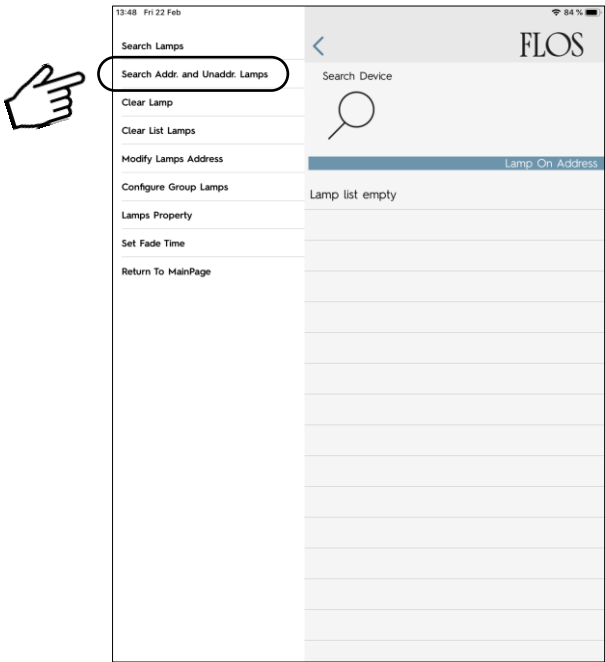 13:48 Fri 22 Feb
84 %
Search Lamps
Search Addr. and Unaddr. Lamps
Clear Lamp
Clear List Lamps
Modify Lamps Address
Configure Group Lamps
Lamps Property
Set Fade Time
Return To MainPage
FLOS
Search Device
Lamp On Address
Lamp list empty